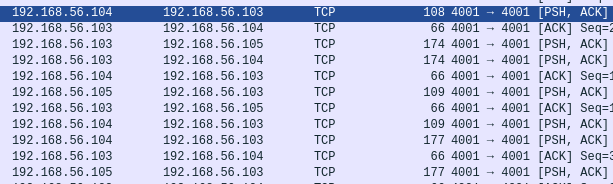 192.168.56.104 192.168.56.103 TCP 108 4001 → 4001 [PSH, ACK]
192.168.56.103 192.168.56.104 TCP 66 4001 → 4001 [ACK] Seq=2
192.168.56.103 192.168.56.105 TCP 174 4001 → 4001 [PSH, ACK]
192.168.56.103 192.168.56.104 TCP 174 4001 → 4001 [PSH, ACK]
192.168.56.104 192.168.56.103 TCP 66 4001 → 4001 [ACK] Seq=1
192.168.56.105 192.168.56.103 TCP 109 4001 → 4001 [PSH, ACK]
192.168.56.103 192.168.56.105 TCP 66 4001 → 4001 [ACK] Seq=1
192.168.56.104 192.168.56.103 TCP 109 4001 → 4001 [PSH, ACK]
192.168.56.104 192.168.56.103 TCP 177 4001 → 4001 [PSH, ACK]
192.168.56.103 192.168.56.104 TCP 66 4001 → 4001 [ACK] Seq=3
192.168.56.105 192.168.56.103 TCP 177 4001 → 4001 [PSH, ACK]